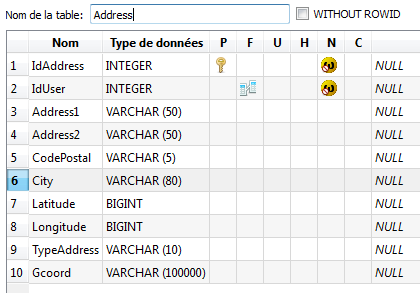 Nom de la table: Address WITHOUT ROWID
Nom Type de données P F U H N C
1 IdAddress INTEGER NULL
2 IdUser INTEGER NULL
3 Address1 VARCHAR (50) NULL
4 Address2 VARCHAR (50) NULL
5 CodePostal VARCHAR (5) NULL
6 City VARCHAR (80) NULL
7 Latitude BIGINT NULL
8 Longitude BIGINT NULL
9 TypeAddress VARCHAR (10) NULL
10 Gcoord VARCHAR (100000) NULL